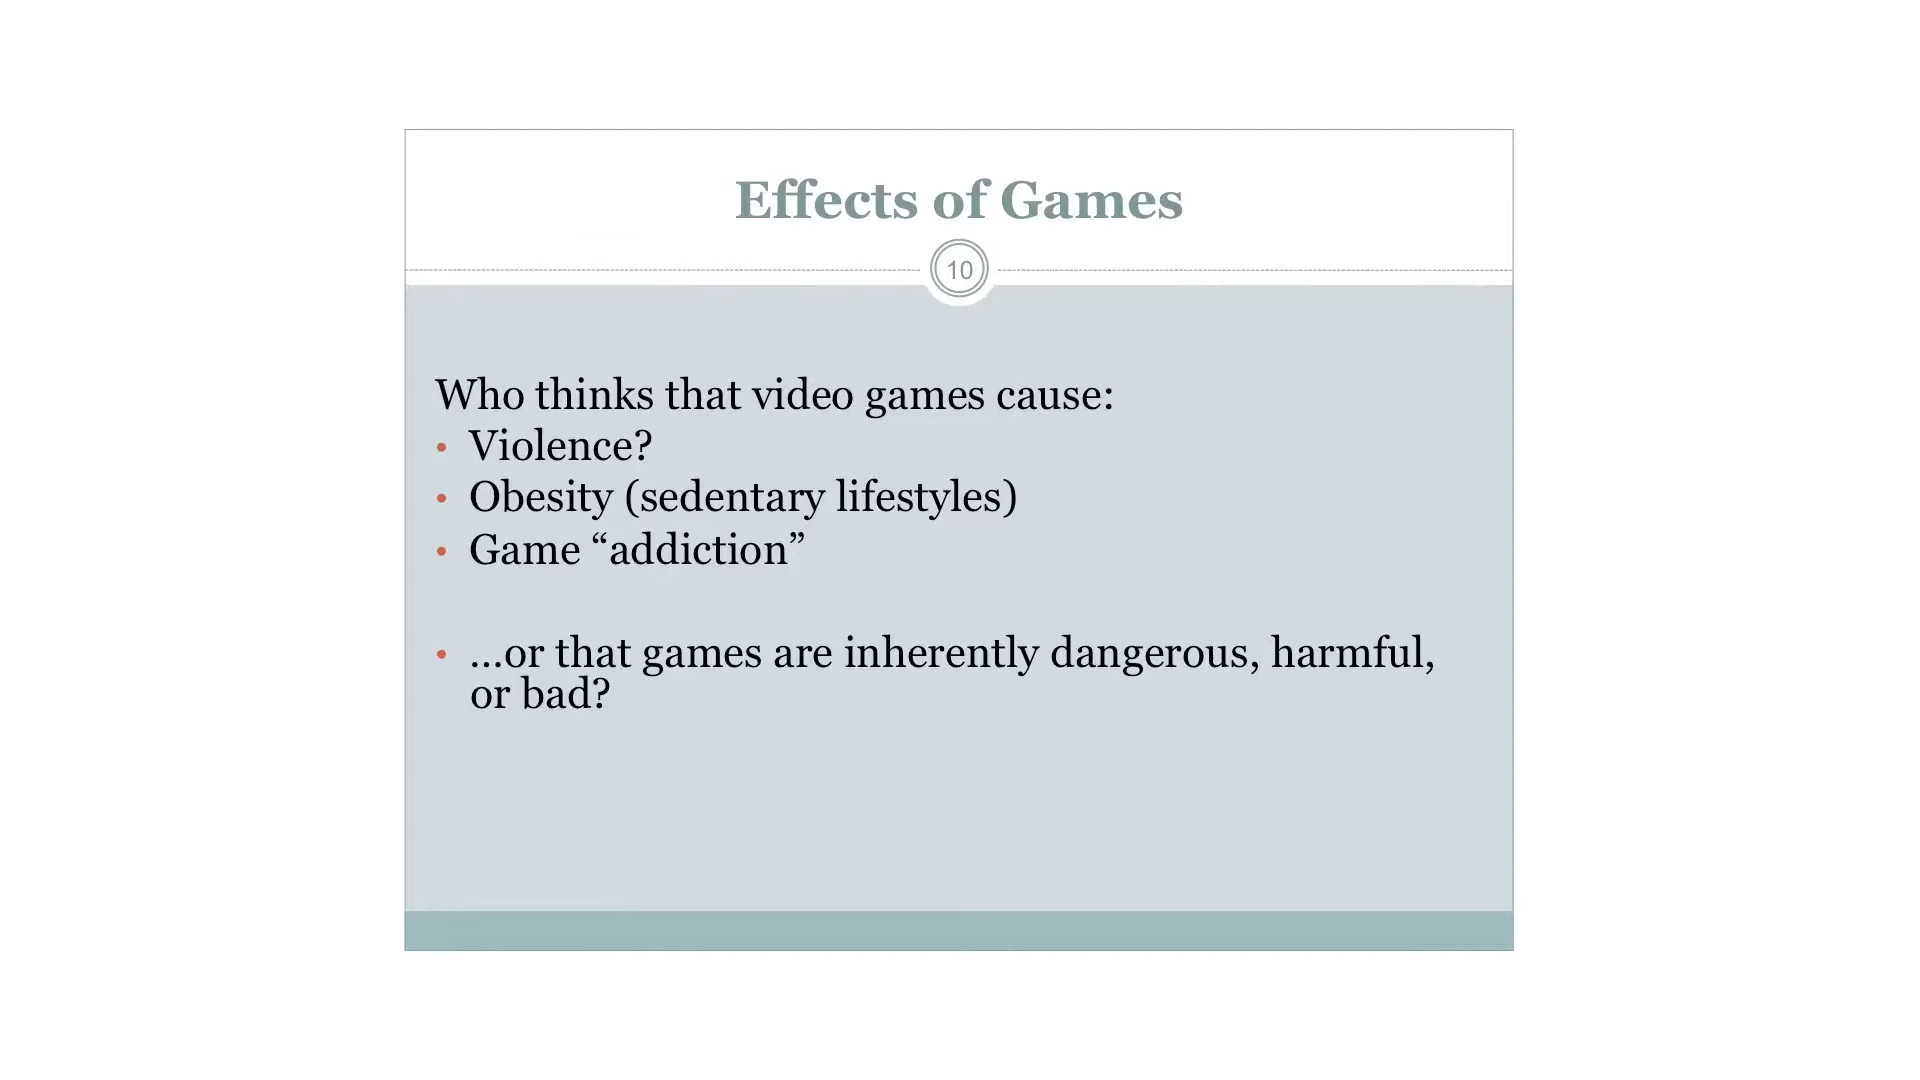 Effects of Games
10
Who thinks that video games cause:
• Violence?
• Obesity (sedentary lifestyles)
• Game “addiction”
• …or that games are inherently dangerous, harmful,
or bad?